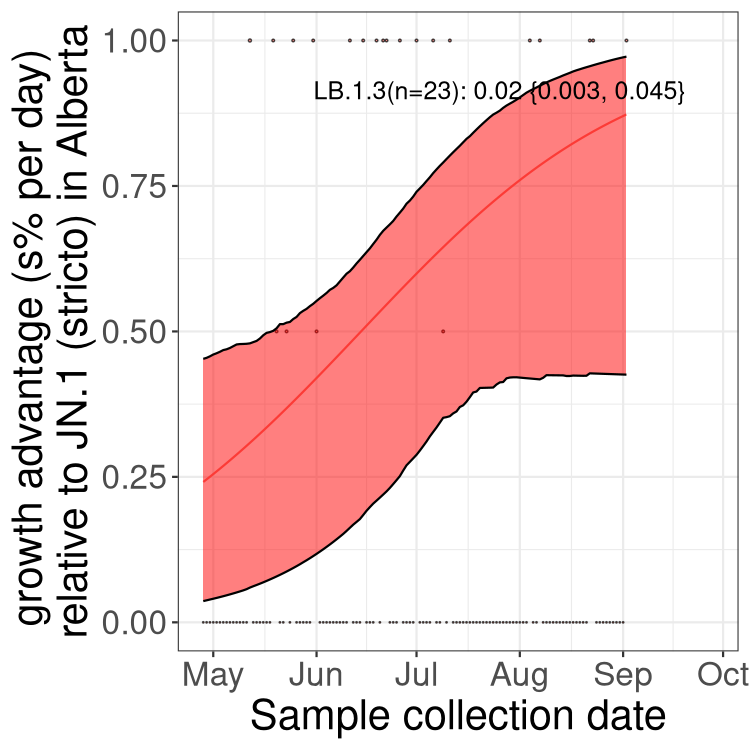 growth advantage (s% per day)
relative to JN.1 (stricto) in Alberta
1.00
0.75
0.50
0.25
0.00
LB.1.3(n=23): 0.02 {0.003, 0.045}
May Jun Jul Aug Sep Oct
Sample collection date